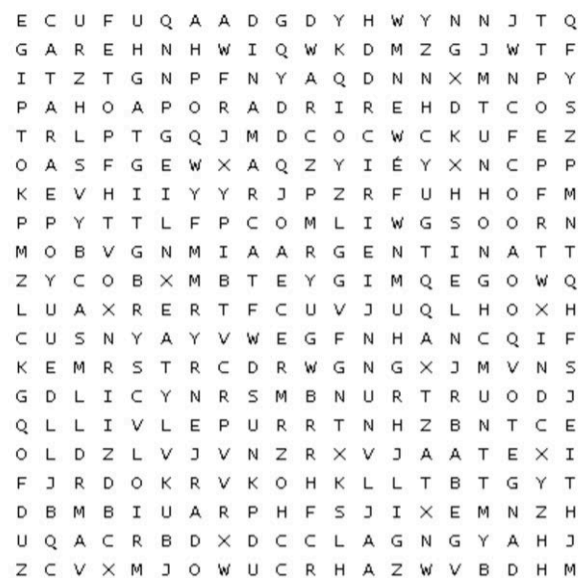 E C U F U Q A A D G D Y H W Y N N J T Q
G A R E H N H W I Q W K D M Z G J W T F
I T Z T G N P F N Y A Q D N N X M N P Y
P A H O A P O R A D R I R E H D T C O S
T R L P T G Q J M D C O C W C K U F E Z
O A S F G E W X A Q Z Y I É Y X N C P P
K E V H I I Y Y R J P Z R F U H H O F M
P P Y T T L F P C O M L I W G S O O R N
M O B V G N M I A A R G E N T I N A T T
Z Y C O B X M B T E Y G I M Q E G O W Q
L U A X R E R T F C U V J U Q L H O X H
C U S N Y A Y V W E G F N H A N C Q I F
K E M R S T R C D R W G N G X J M V N S
G D L I C Y N R S M B N U R T R U O D J
Q L L I V L E P U R R T N H Z B N T C E
O L D Z L V J V N Z R X V J A A T E X I
F J R D O K R V K O H K L L T B T G Y T
D B M B I U A R P H F S J I X E M N Z H
U Q A C R B D X D C C L A G N G Y A H J
Z C V X M J O W U C R H A Z W V B D H M